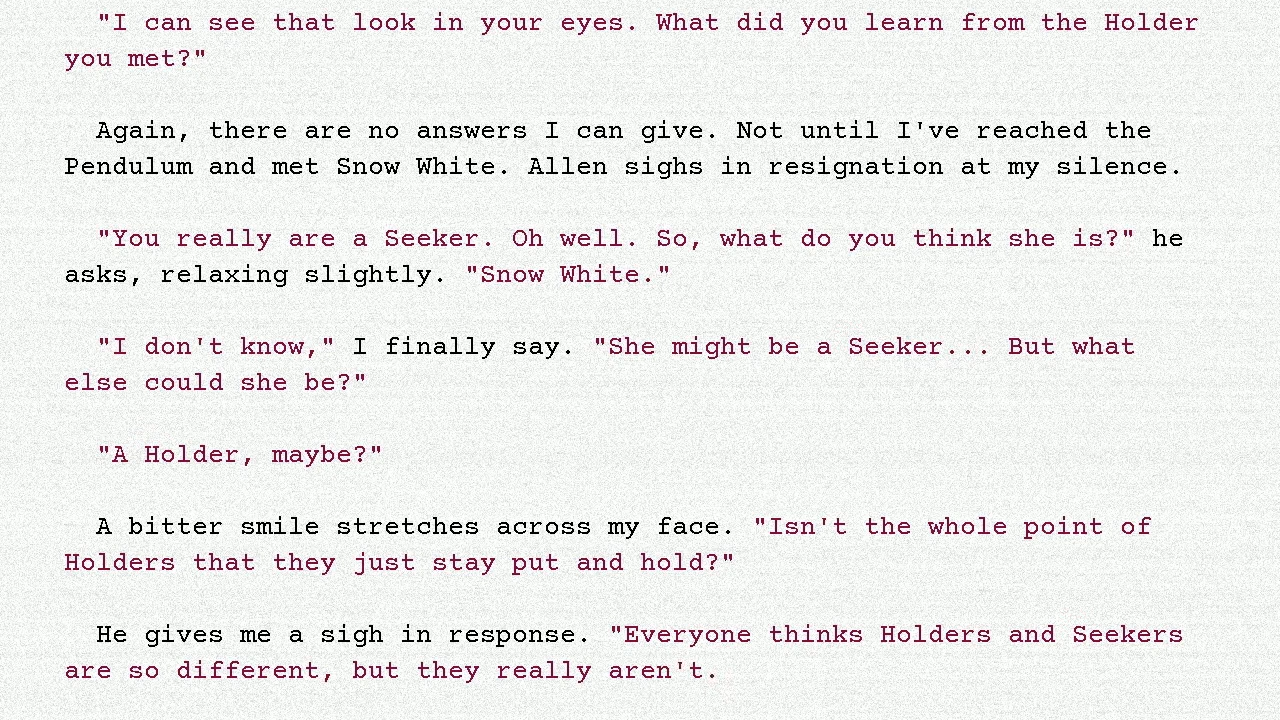 "I can see that look in your eyes. What did you learn from the Holder
you met?"
Again, there are no answers I can give. Not until I've reached the
Pendulum and met Snow White. Allen sighs in resignation at my silence.
"You really are a Seeker. Oh well. So, what do you think she is?" he
asks, relaxing slightly. "Snow White."
"I don't know," I finally say. "She might be a Seeker... But what
else could she be?"
"A Holder, maybe?"
A bitter smile stretches across my face. "Isn't the whole point of
Holders that they just stay put and hold?"
He gives me a sigh in response. "Everyone thinks Holders and Seekers
are so different, but they really aren't.